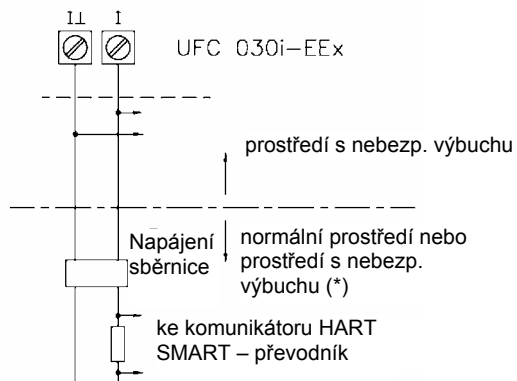 I⊥ I
UFC 030i-EEx
prostředí s nebezp. výbuchu
Napájení
sběrnice
normální prostředí nebo
prostředí s nebezp.
výbuchu (*)
ke komunikátoru HART
SMART – převodník